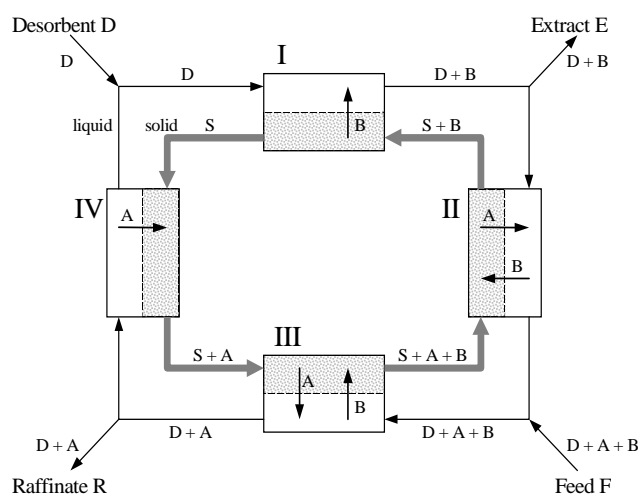 Desorbent D
I
Extract E
D
D
D + B
D + B
liquid
solid
S
B
S + B
IV
A
II
A
B
III
S + A
A
B
S + A + B
D + A
D + A
D + A + B
D + A + B
Raffinate R
Feed F